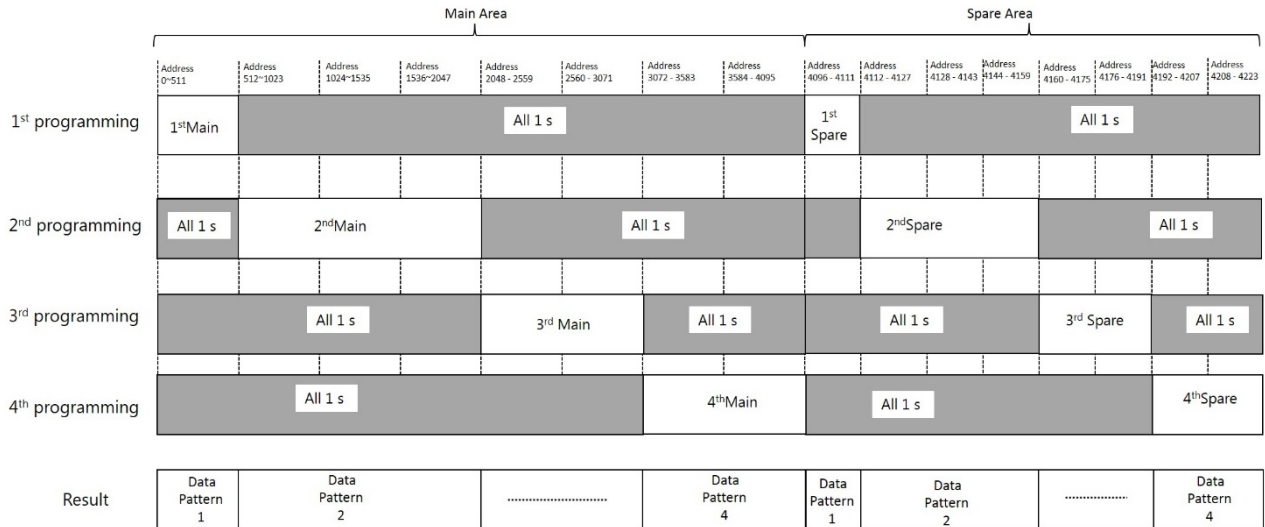 Main Area
Spare Area
Address
0~511
Address
512~1023
Address
1024~1535
Address
1536~2047
Address
2048 - 2559
Address
2560 - 3071
Address
3072 - 3583
Address
3584 - 4095
Address
4096 - 4111
Address
4112 - 4127
Address
4128 - 4143
Address
4144 - 4159
Address
4160 - 4175
Address
4176 - 4191
Address
4192 - 4207
Address
4208 - 4223
1st programming
1stMain
All 1 s
1st
Spare
All 1 s
2nd programming
All 1 s
2ndMain
All 1 s
2ndSpare
All 1 s
3rd programming
All 1 s
3rd Main
All 1 s
All 1 s
3rd Spare
All 1 s
4th programming
All 1 s
4thMain
All 1 s
4thSpare
Result
Data
Pattern
1
Data
Pattern
2
....................
Data
Pattern
4
Data
Pattern
1
Data
Pattern
2
............
Data
Pattern
4